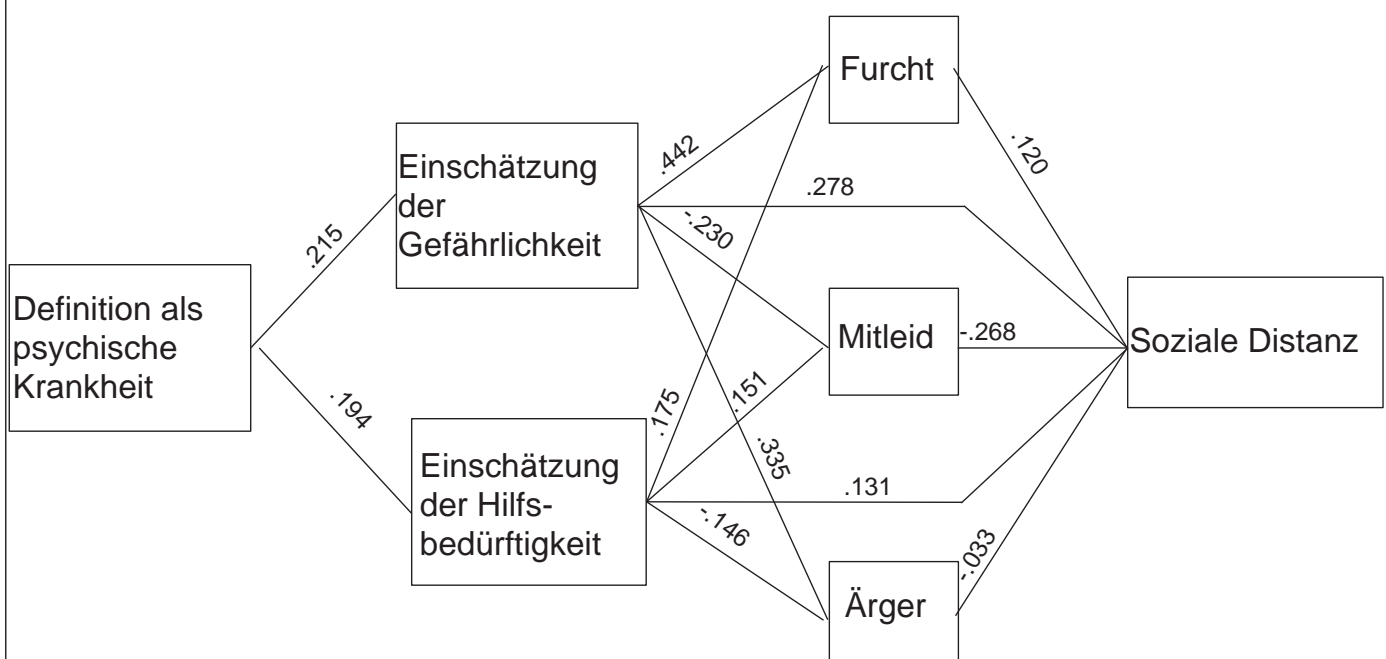 Furcht
.120
Einschätzung
der
Gefährlichkeit
.442
.278
-.230
.215
Definition als
psychische
Krankheit
Mitleid
-.268
Soziale Distanz
.194
.175
.151
.335
Einschätzung
der Hilfs-
bedürftigkeit
.131
-.146
-.033
Ärger